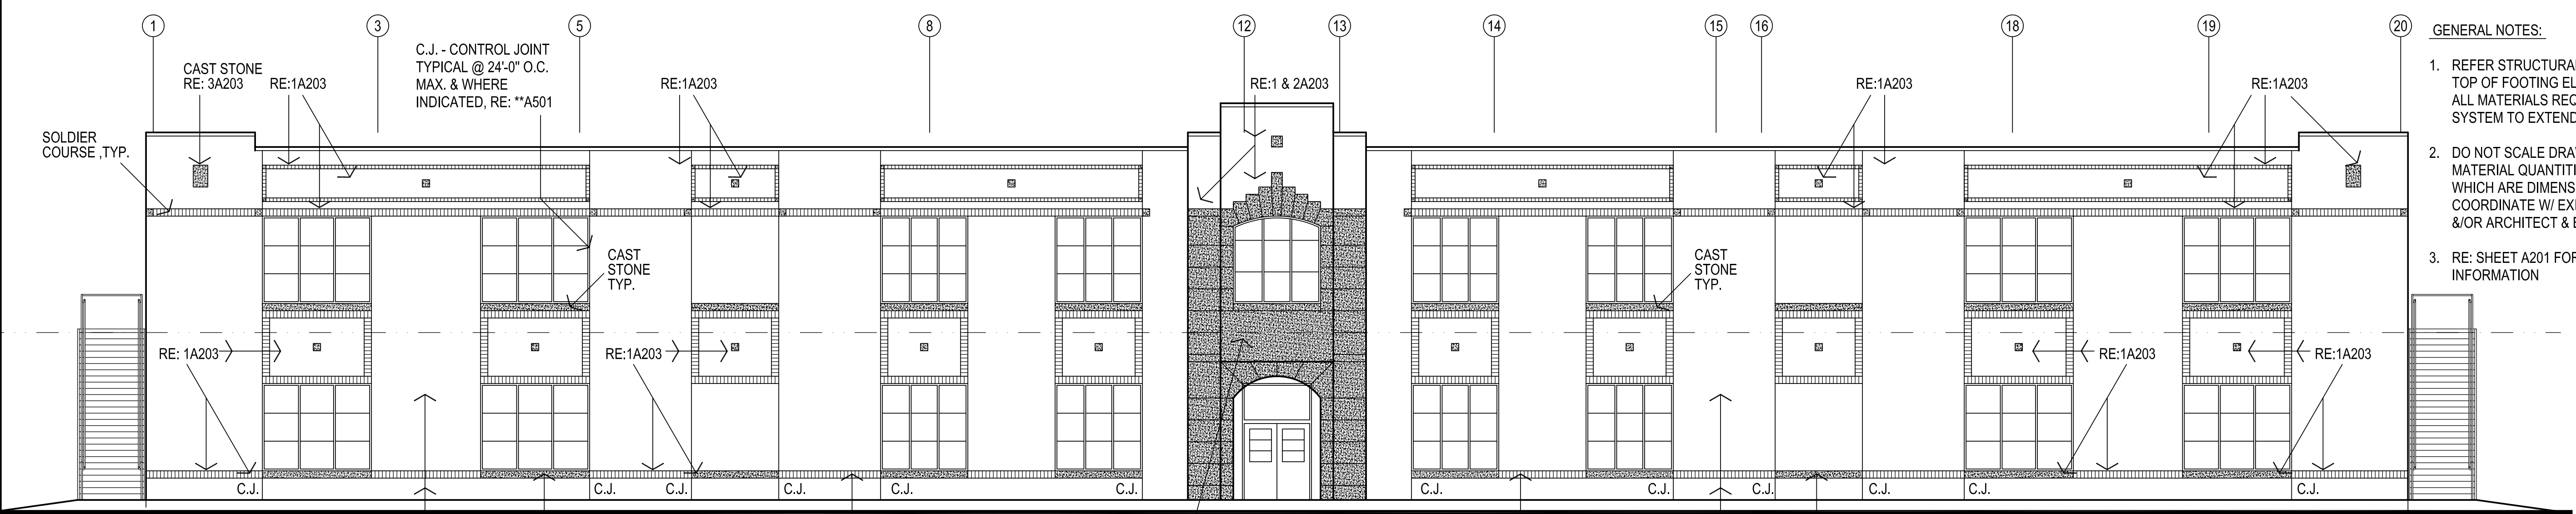 1
3
5
8
12
13
14
15
16
18
19
20
C.J. - CONTROL JOINT
TYPICAL @ 24'-0" O.C.
MAX. & WHERE
INDICATED, RE: **A501
CAST STONE
RE: 3A203
RE:1A203
RE:1A203
RE:1 & 2A203
RE:1A203
RE:1A203
SOLDIER
COURSE ,TYP.
CAST
STONE
TYP.
CAST
STONE
TYP.
RE: 1A203
RE:1A203
RE:1A203
RE:1A203
C.J.
C.J.
C.J.
C.J.
C.J.
C.J.
C.J.
C.J.
C.J.
C.J.
C.J.
C.J.
GENERAL NOTES:
1. REFER STRUCTURA
TOP OF FOOTING EL
ALL MATERIALS REQ
SYSTEM TO EXTEND
2. DO NOT SCALE DRA
MATERIAL QUANTITI
WHICH ARE DIMENS
COORDINATE W/ EXI
&/OR ARCHITECT & E
3. RE: SHEET A201 FOR
INFORMATION